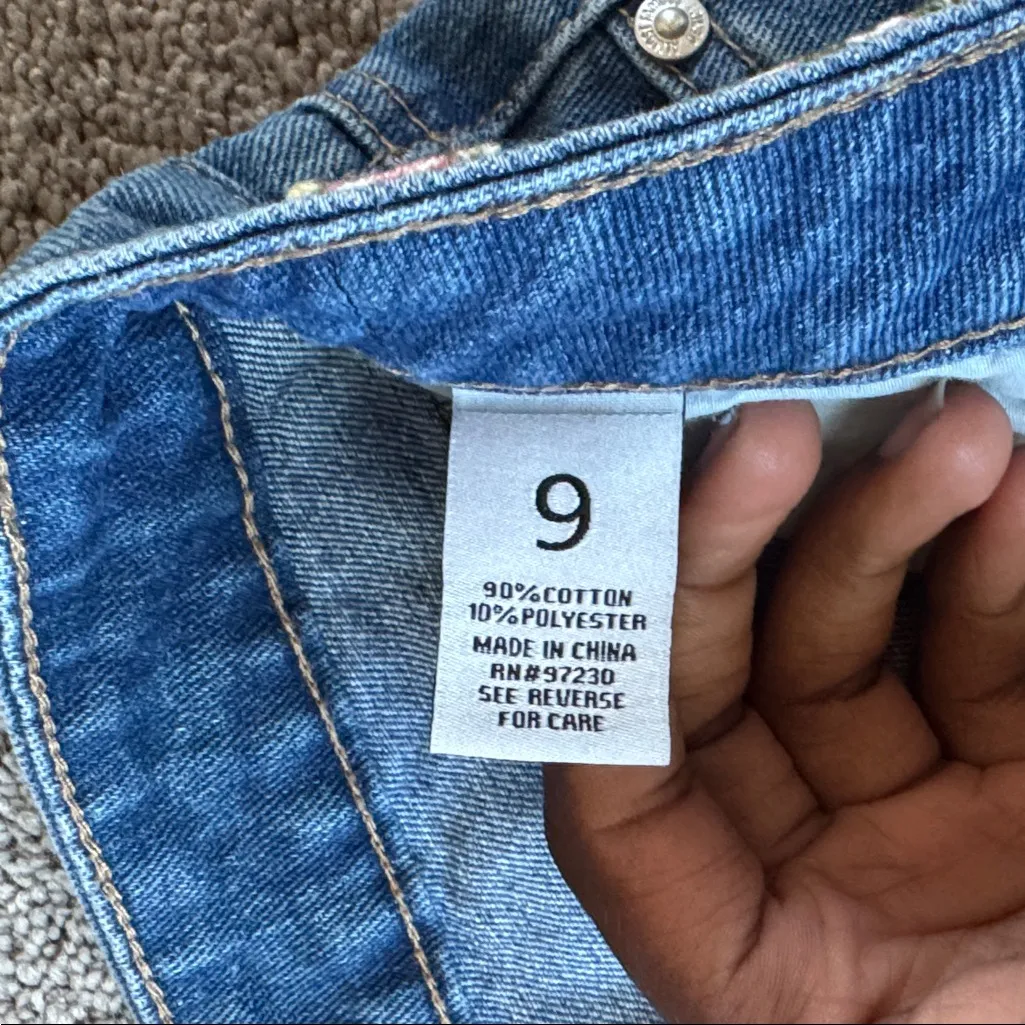 9
90%COTTON
10%POLYESTER
MADE IN CHINA
RN#97230
SEE REVERSE
FOR CARE